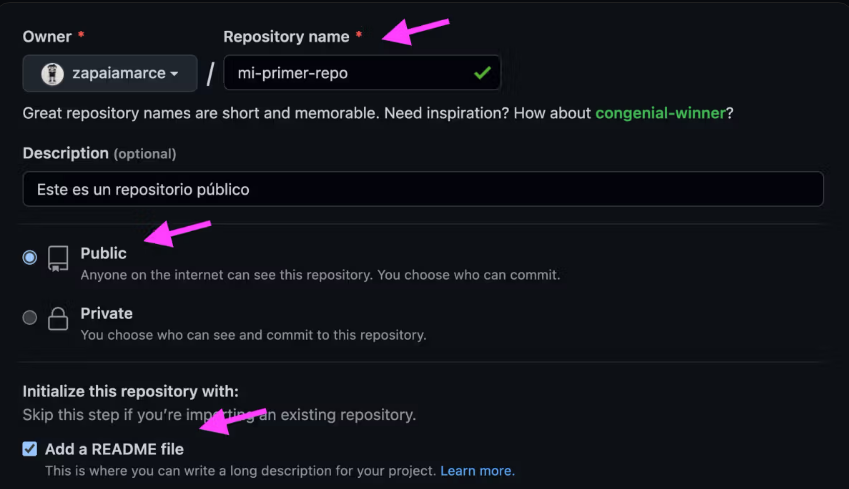 Owner * Repository name *
zapaiamarce / mi-primer-repo
Great repository names are short and memorable. Need inspiration? How about congenial-winner?
Description (optional)
Este es un repositorio público
Public
Anyone on the internet can see this repository. You choose who can commit.
Private
You choose who can see and commit to this repository.
Initialize this repository with:
Skip this step if you're importing an existing repository.
Add a README file
This is where you can write a long description for your project. Learn more.